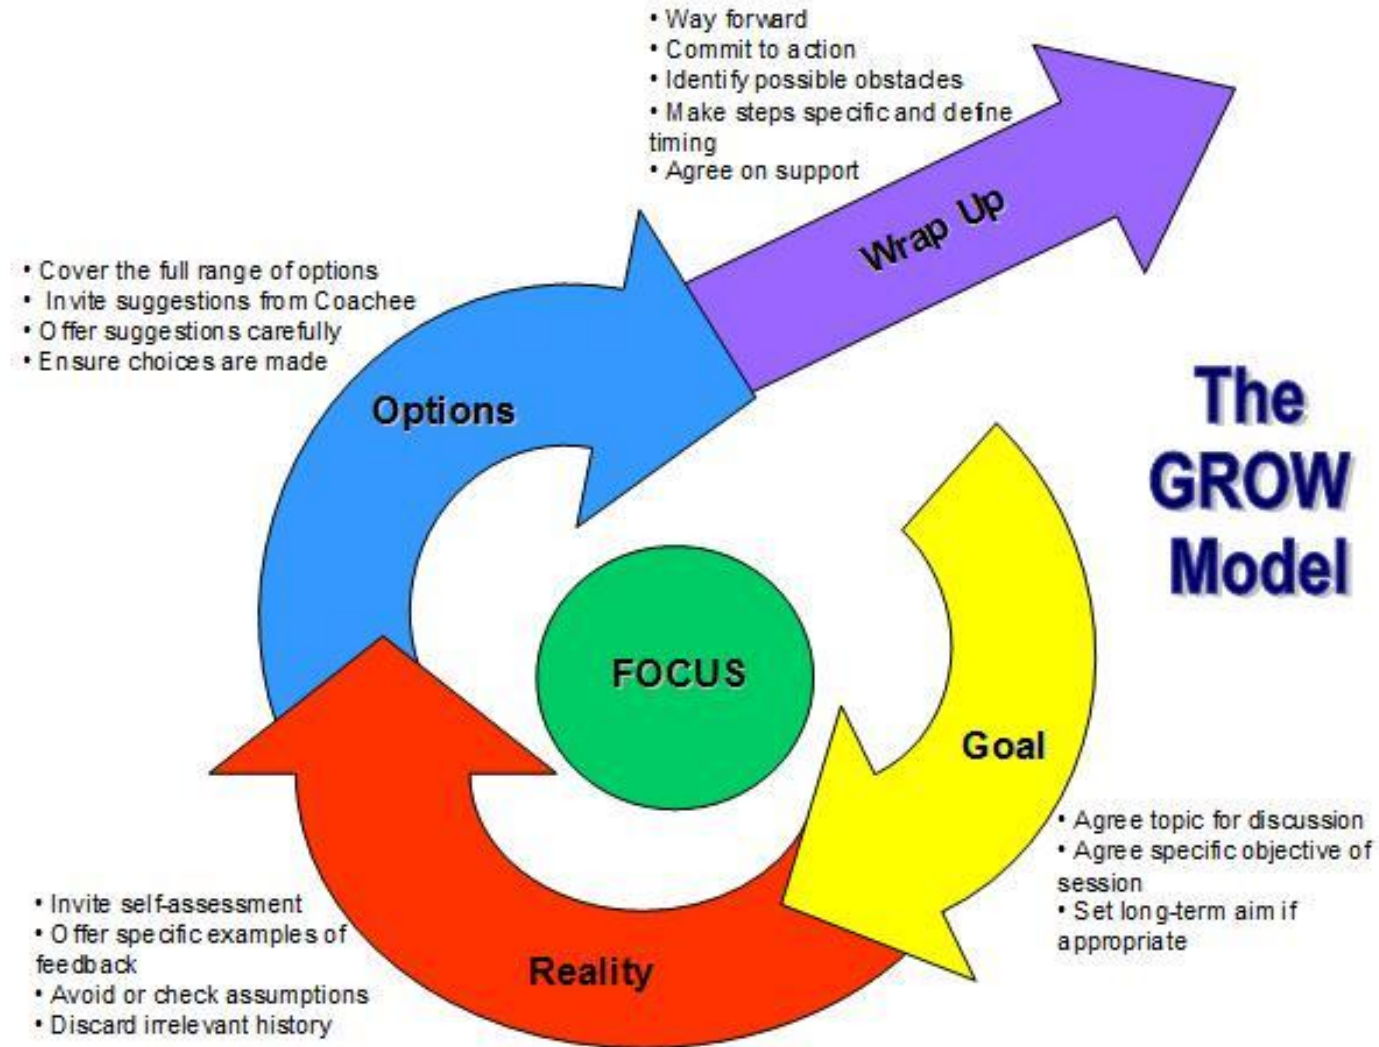 • Way forward
• Commit to action
• Identify possible obstacles
• Make steps specific and define
timing
• Agree on support
Wrap Up
• Cover the full range of options
• Invite suggestions from Coachee
• Offer suggestions carefully
• Ensure choices are made
Options
The
GROW
Model
FOCUS
Goal
• Agree topic for discussion
• Agree specific objective of
session
• Set long-term aim if
appropriate
• Invite self-assessment
• Offer specific examples of
feedback
• Avoid or check assumptions
• Discard irrelevant history
Reality